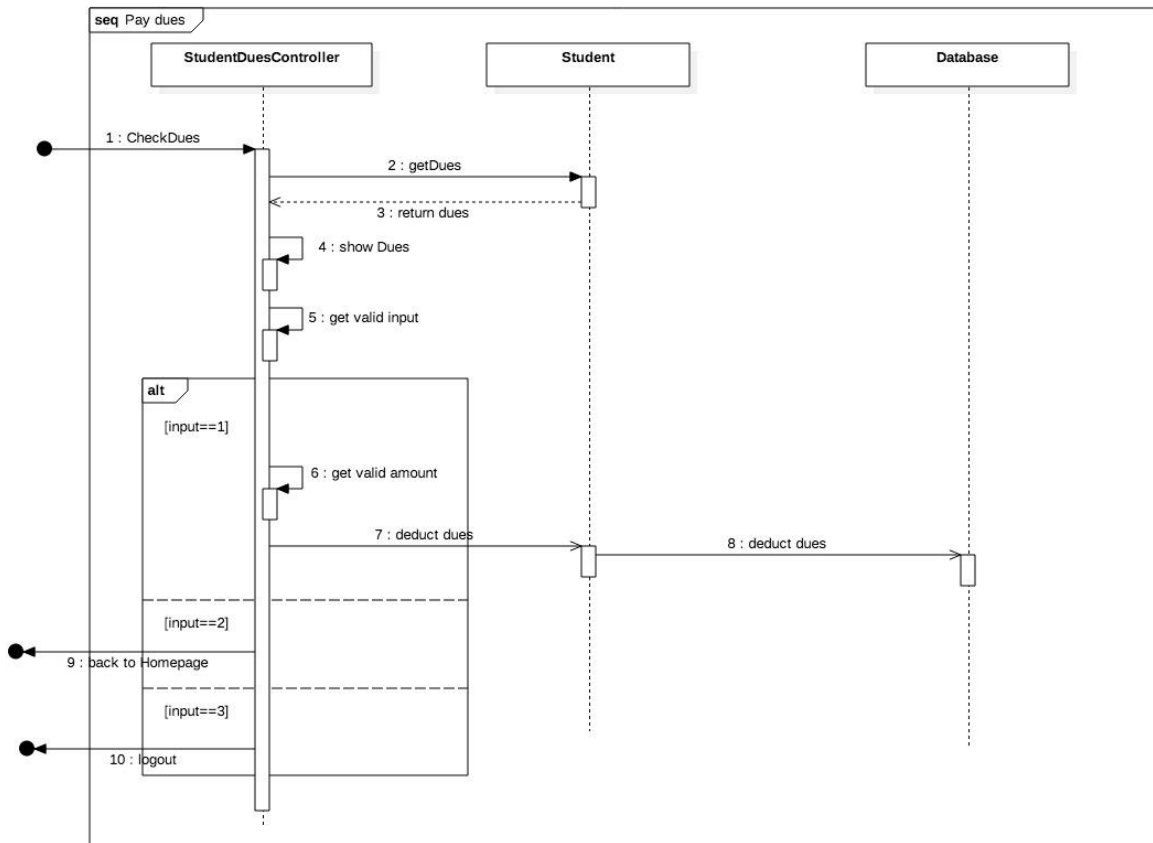 seq Pay dues
StudentDuesController
Student
Database
1 : CheckDues
2 : getDues
3 : return dues
4 : show Dues
5 : get valid input
alt
[input==1]
6 : get valid amount
7 : deduct dues
8 : deduct dues
[input==2]
9 : back to Homepage
[input==3]
10 : logout